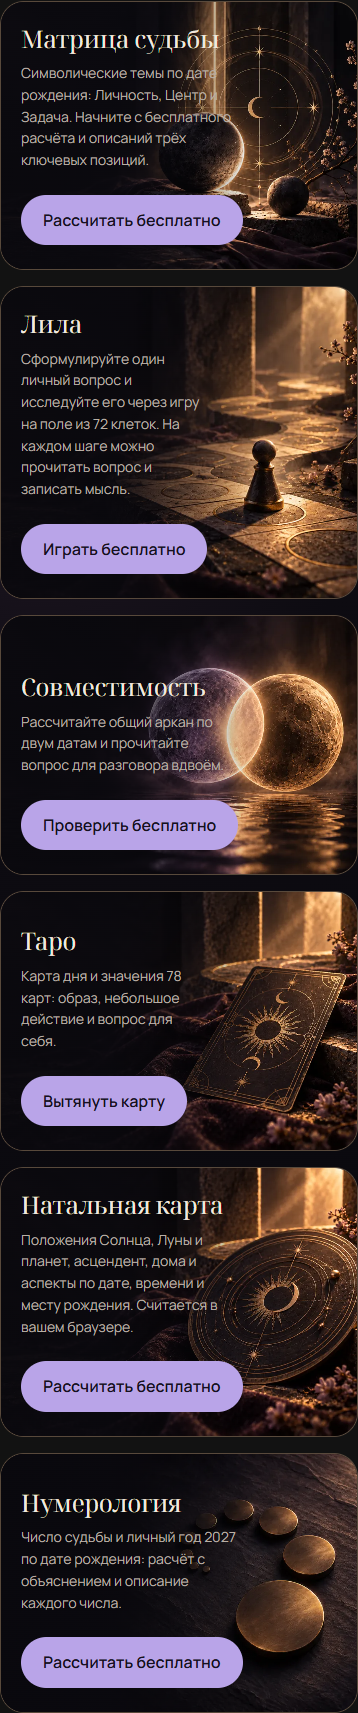 Матрица судьбы
Символические темы по дате
рождения: Личность, Центр и
Задача. Начните с бесплатного
расчёта и описаний трёх
ключевых позиций.
Рассчитать бесплатно
Лила
Сформулируйте один
личный вопрос и
исследуйте его через игру
на поле из 72 клеток. На
каждом шаге можно
прочитать вопрос и
записать мысль.
Играть бесплатно
Совместимость
Рассчитайте общий аркан по
двум датам и прочитайте
вопрос для разговора вдвоём.
Проверить бесплатно
Таро
Карта дня и значения 78
карт: образ, небольшое
действие и вопрос для
себя.
Вытянуть карту
Натальная карта
Положения Солнца, Луны и
планет, асцендент, дома и
аспекты по дате, времени и
месту рождения. Считается в
вашем браузере.
Рассчитать бесплатно
Нумерология
Число судьбы и личный год 2027
по дате рождения: расчёт с
объяснением и описание
каждого числа.
Рассчитать бесплатно